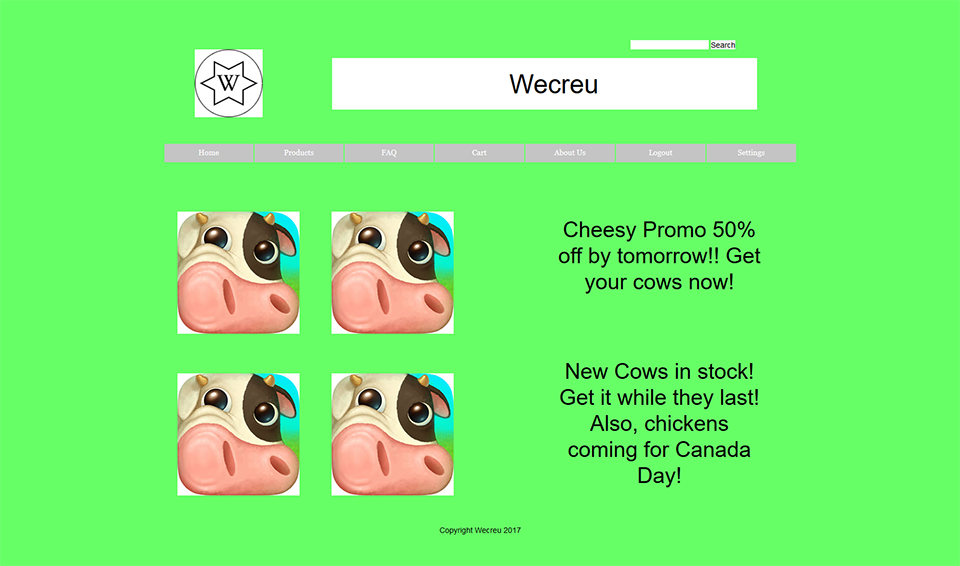 Search
W
Wecreu
Home Products FAQ Cart About Us Logout Settings
Cheesy Promo 50%
off by tomorrow!! Get
your cows now!
New Cows in stock!
Get it while they last!
Also, chickens
coming for Canada
Day!
Copyright Wecreu 2017